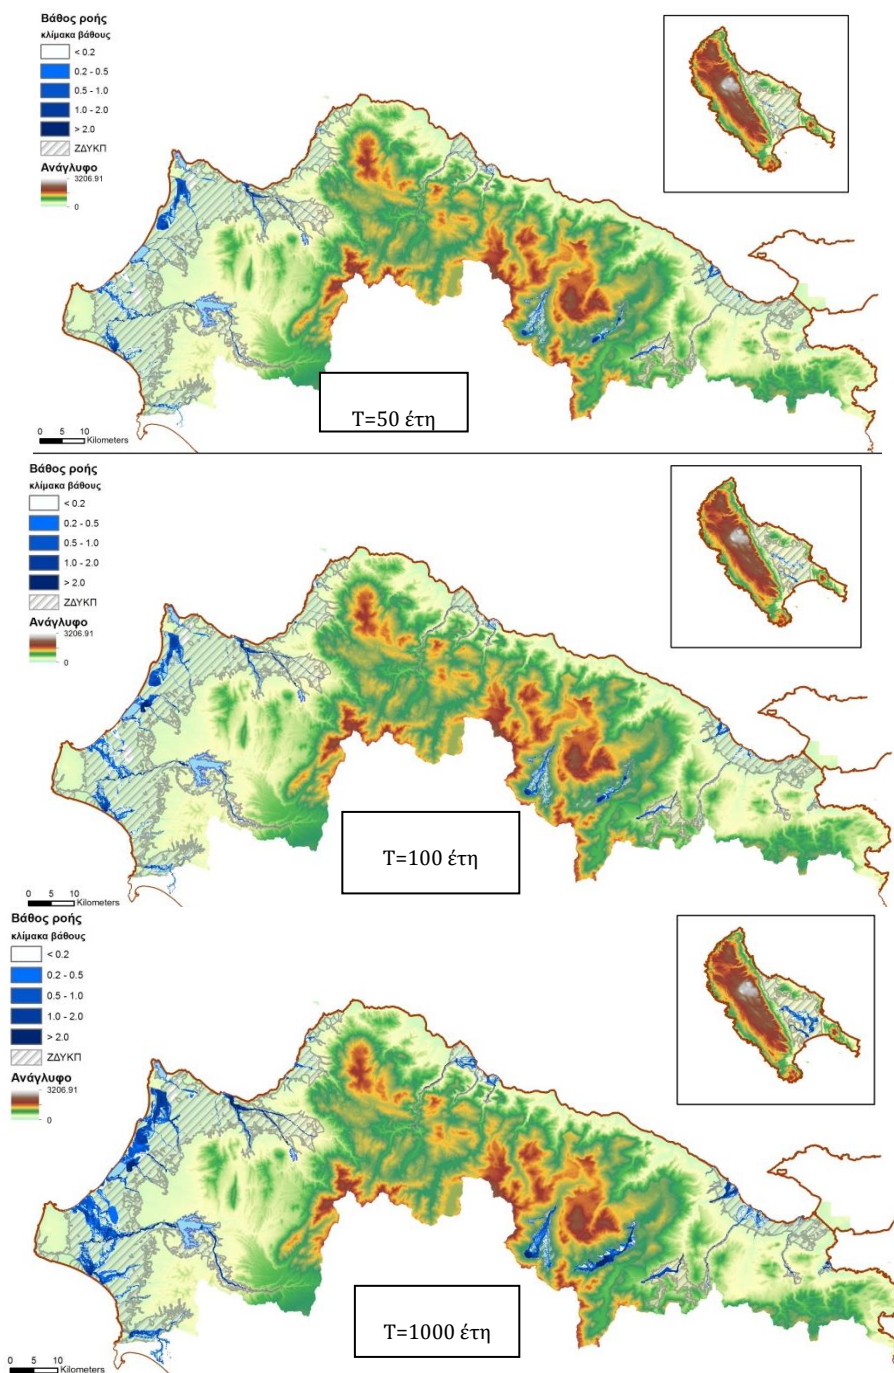 Βάθος ροής
κλίμακα βάθους
< 0.2
0.2 - 0.5
0.5 - 1.0
1.0 - 2.0
> 2.0
ΖΔΥΚΠ
Ανάγλυφο
3206.91
0
T=50 έτη
0 5 10
Kilometers
Βάθος ροής
κλίμακα βάθους
< 0.2
0.2 - 0.5
0.5 - 1.0
1.0 - 2.0
> 2.0
ΖΔΥΚΠ
Ανάγλυφο
3206.91
0
T=100 έτη
0 5 10
Kilometers
Βάθος ροής
κλίμακα βάθους
< 0.2
0.2 - 0.5
0.5 - 1.0
1.0 - 2.0
> 2.0
ΖΔΥΚΠ
Ανάγλυφο
3206.91
0
T=1000 έτη
0 5 10
Kilometers